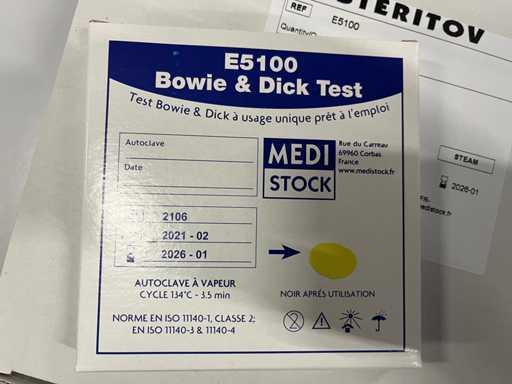 STERITOV
REF
E5100
STEAM
2026-01
E5100
Bowie & Dick Test
Test Bowie & Dick à usage unique prêt à l'emploi
Autoclave
Date
MEDI
STOCK
Rue du Carreau
69960 Corbas
France
www.medistock.fr
2106
2021 - 02
2026 - 01
AUTOCLAVE À VAPEUR
CYCLE 134°C - 3.5 min
NOIR APRÉS UTILISATION
NORME EN ISO 11140-1, CLASSE 2;
EN ISO 11140-3 & 11140-4